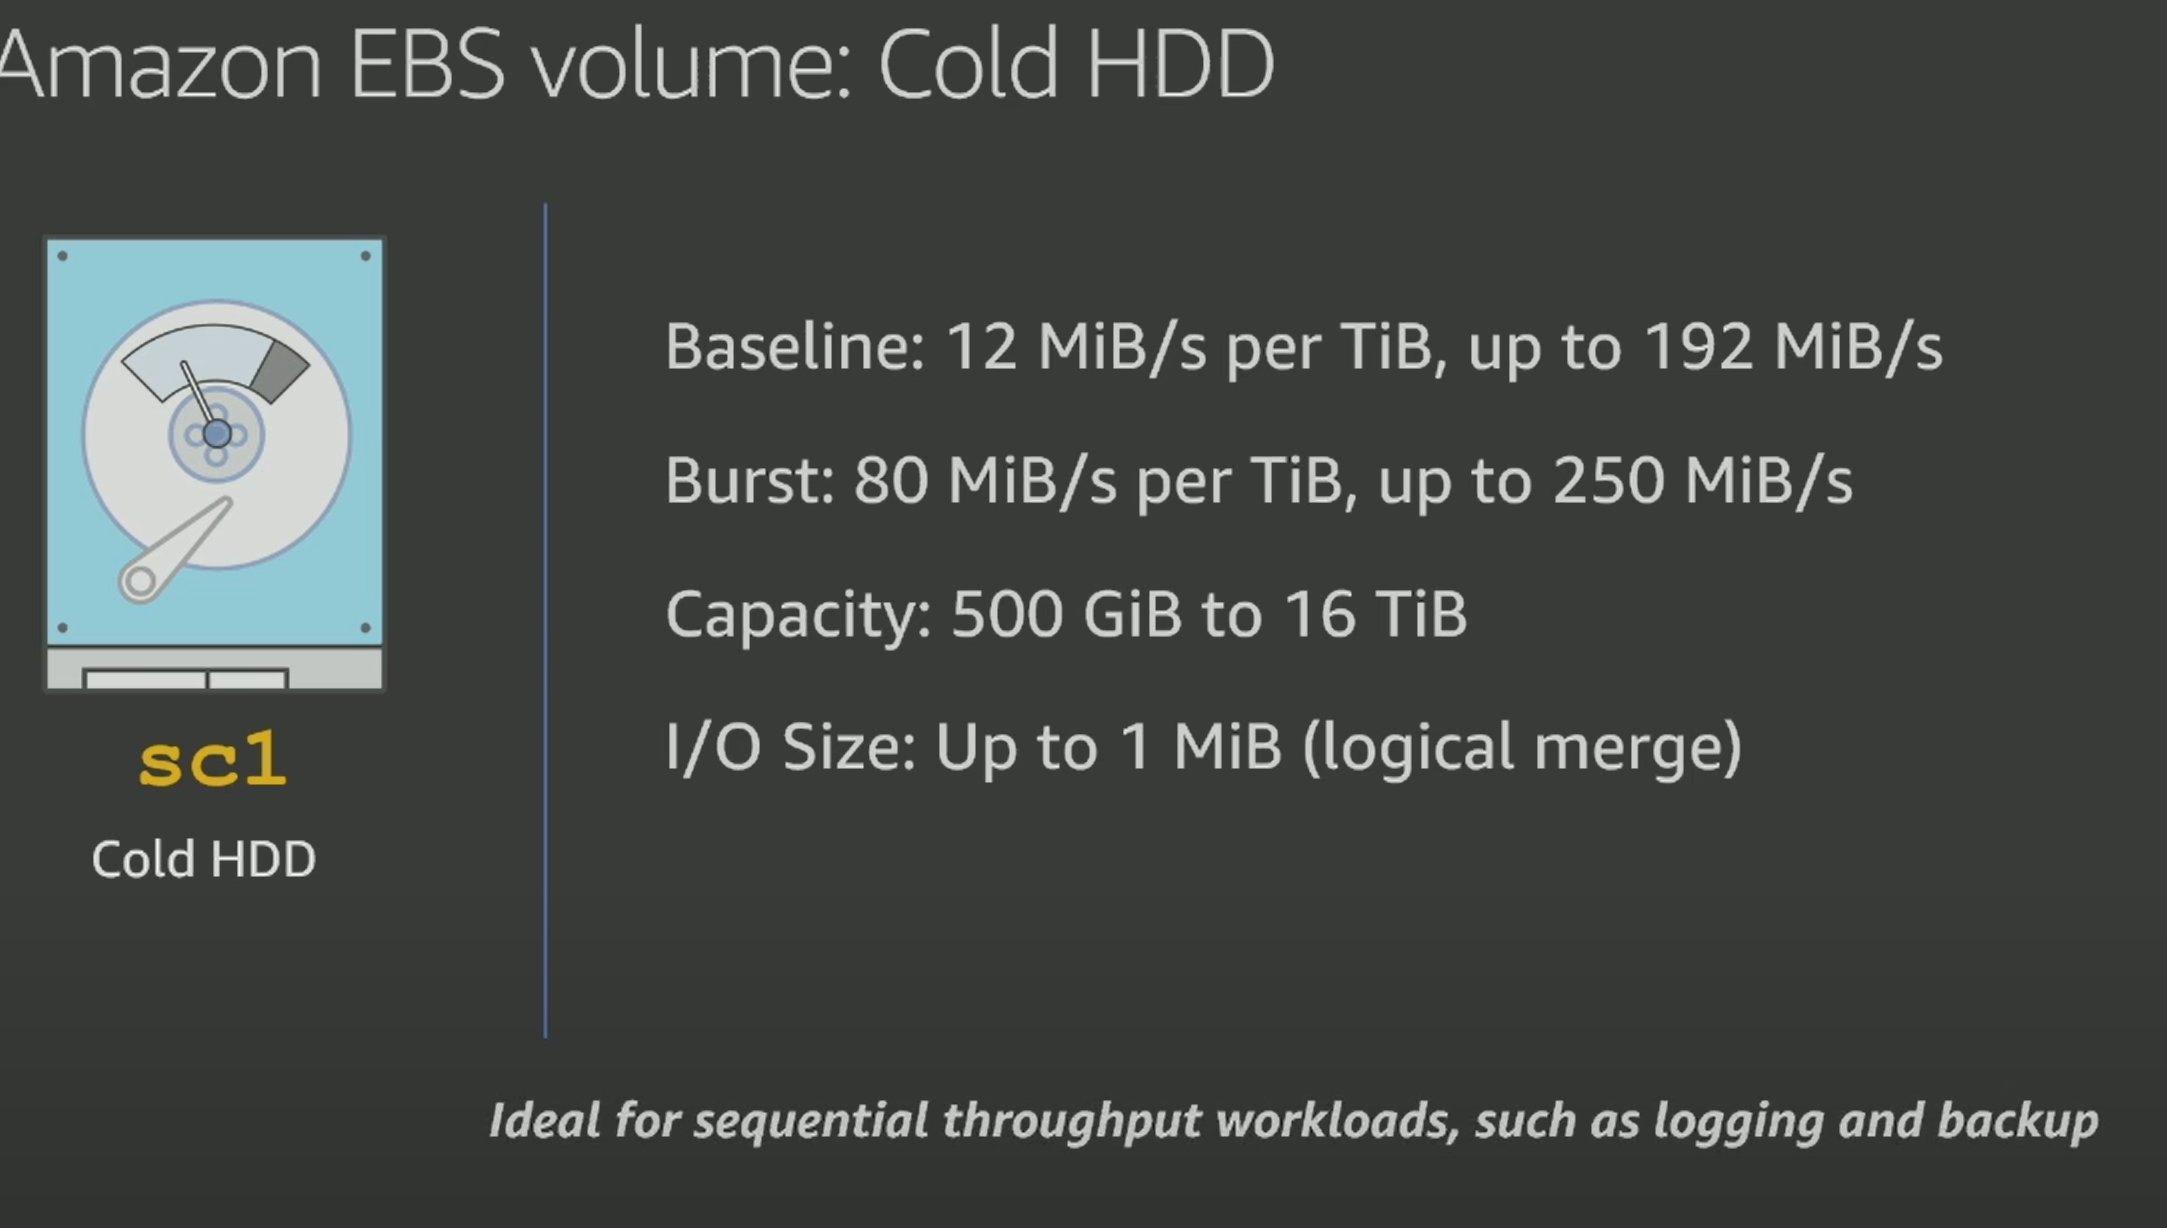 Amazon EBS volume: Cold HDD
Baseline: 12 MiB/s per TiB, up to 192 MiB/s
Burst: 80 MiB/s per TiB, up to 250 MiB/s
Capacity: 500 GiB to 16 TiB
I/O Size: Up to 1 MiB (logical merge)
sc1
Cold HDD
Ideal for sequential throughput workloads, such as logging and backup